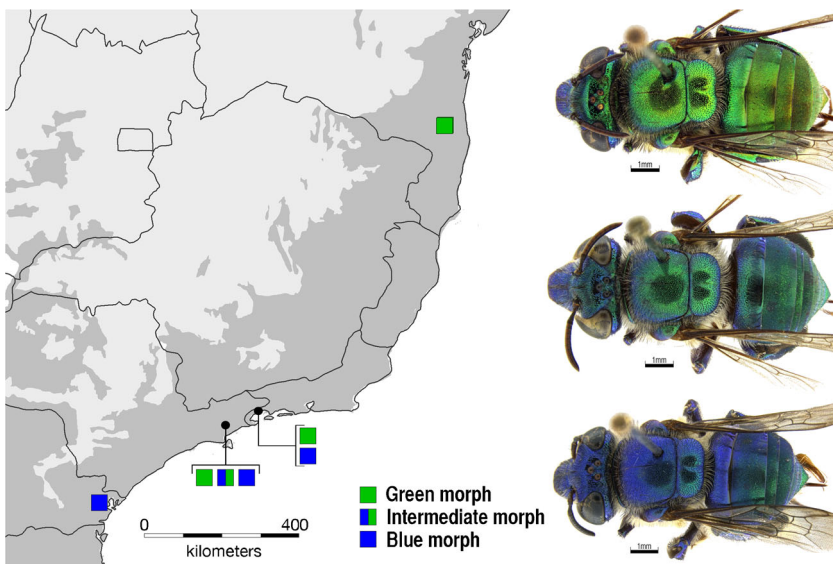 1mm
1mm
1mm
Green morph
Intermediate morph
Blue morph
0 400
kilometers